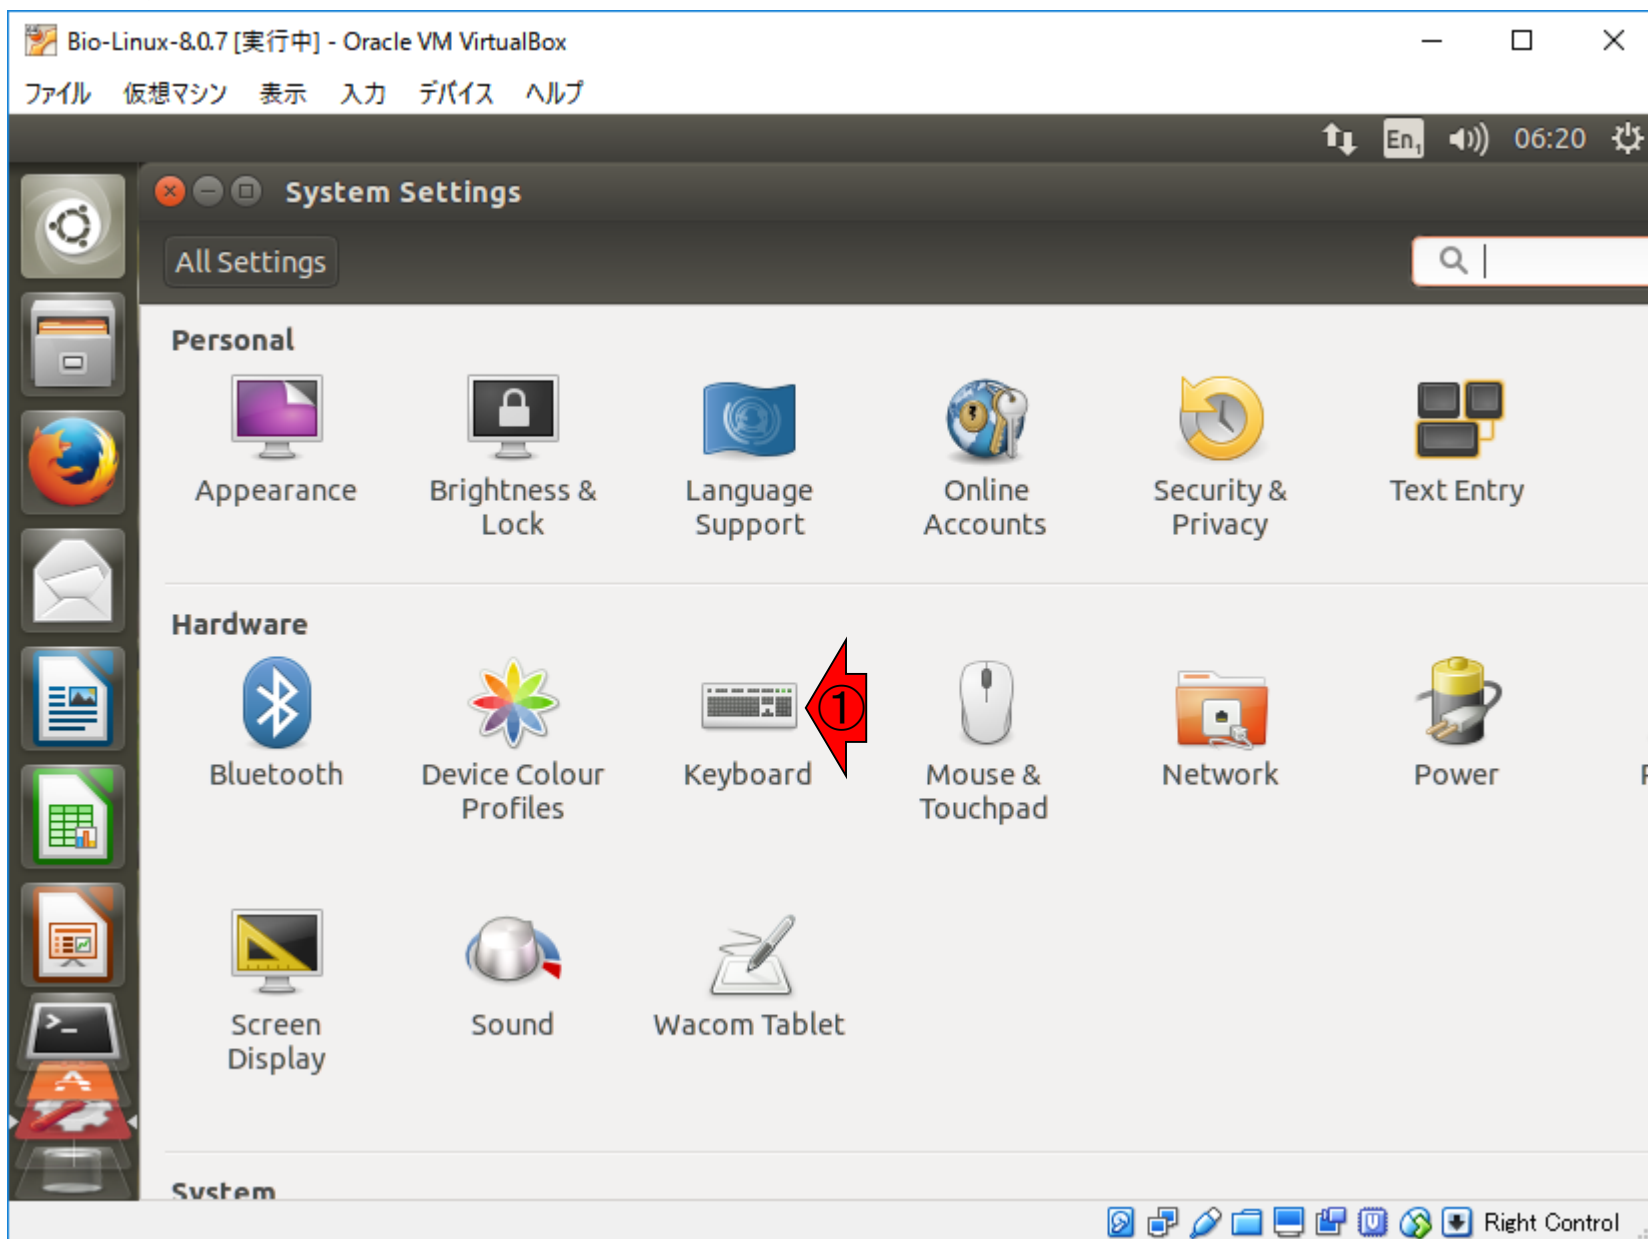 Bio-Linux-8.0.7 [実行中] - Oracle VM VirtualBox
ファイル 仮想マシン 表示 入力 デバイス ヘルプ
En1 06:20
System Settings
All Settings
Personal
Appearance
Brightness &
Lock
Language
Support
Online
Accounts
Security &
Privacy
Text Entry
Hardware
Bluetooth
Device Colour
Profiles
Keyboard
①
Mouse &
Touchpad
Network
Power
Screen
Display
Sound
Wacom Tablet
System
Right Control